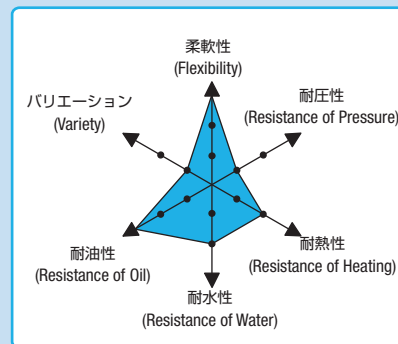 柔軟性
(Flexibility)
バリエーション
(Variety)
耐圧性
(Resistance of Pressure)
耐油性
(Resistance of Oil)
耐熱性
(Resistance of Heating)
耐水性
(Resistance of Water)